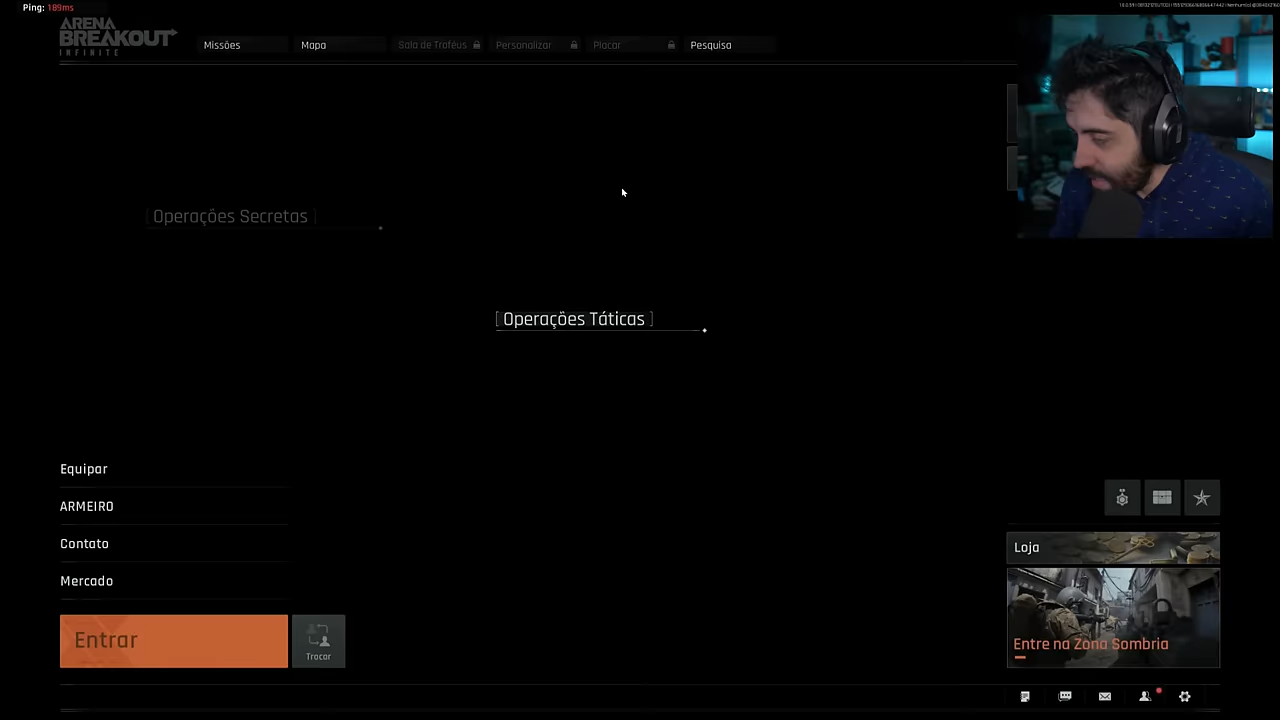 Ping: 189ms
ARENA
BREAKOUT
INFINITE
Missões
Mapa
Sala de Troféus
Personalizar
Placar
Pesquisa
Operações Secretas
[ Operações Táticas ]
Equipar
ARMEIRO
Contato
Mercado
Entrar
Trocar
Loja
Entre na Zona Sombria